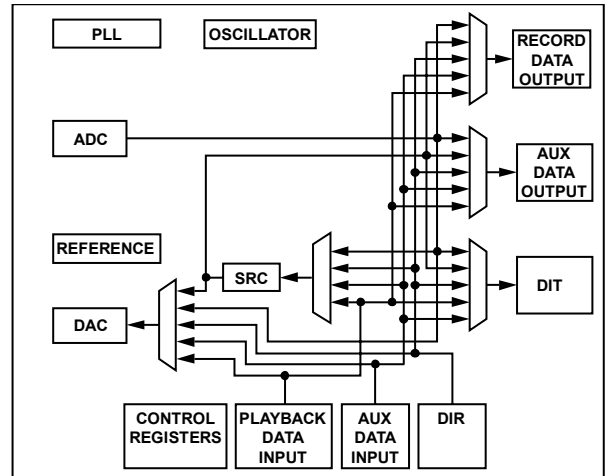 PLL
OSCILLATOR
RECORD
DATA
OUTPUT
ADC
AUX
DATA
OUTPUT
REFERENCE
SRC
DIT
DAC
CONTROL
REGISTERS
PLAYBACK
DATA
INPUT
AUX
DATA
INPUT
DIR